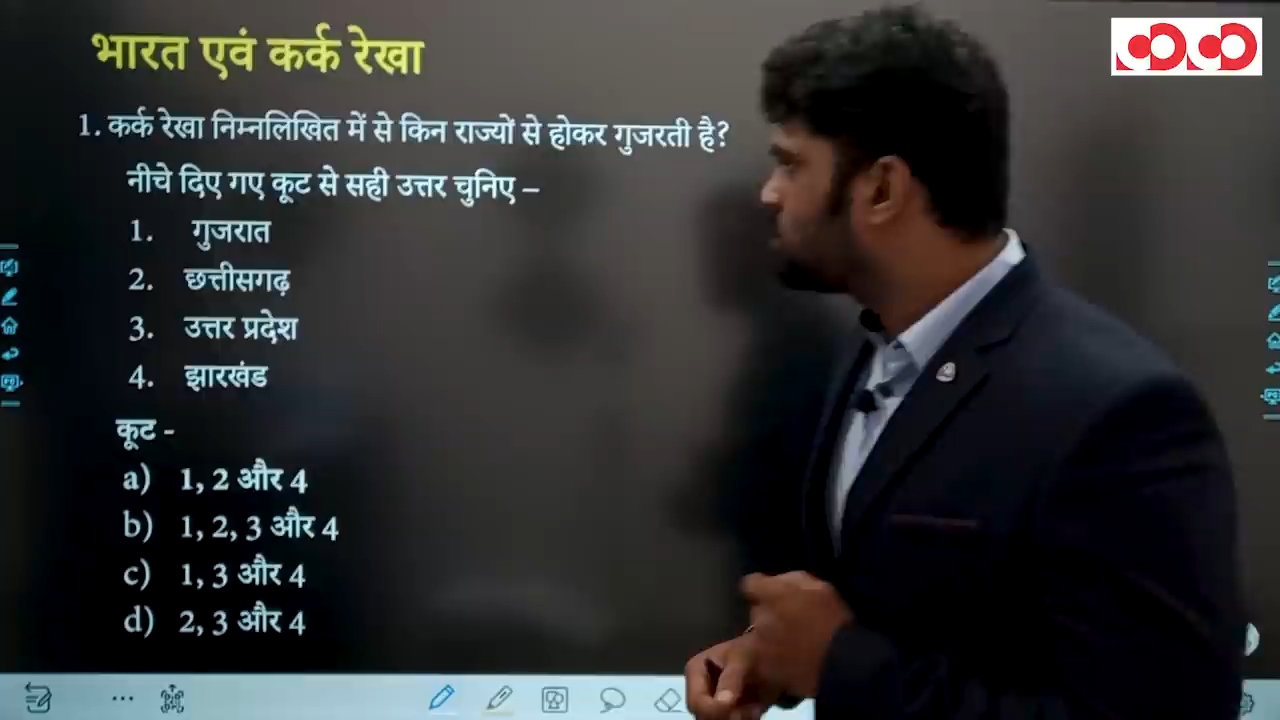 भारत एवं कर्क रेखा
1. कर्क रेखा निम्नलिखित में से किन राज्यों से होकर गुजरती है?
नीचे दिए गए कूट से सही उत्तर चुनिए –
1. गुजरात
2. छत्तीसगढ़
3. उत्तर प्रदेश
4. झारखंड
कूट -
a) 1, 2 और 4
b) 1, 2, 3 और 4
c) 1, 3 और 4
d) 2, 3 और 4